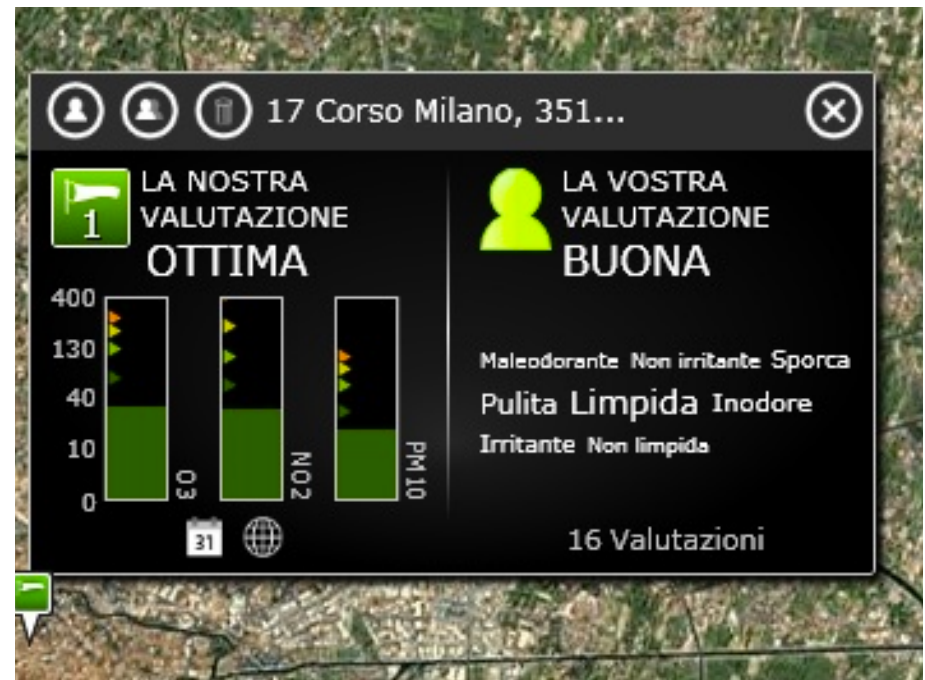 17 Corso Milano, 351...
1
LA NOSTRA
VALUTAZIONE
OTTIMA
400
130
40
10
0
O3
NO2
PM10
31
LA VOSTRA
VALUTAZIONE
BUONA
Maleodorante Non irritante Sporca
Pulita Limpida Inodore
Irritante Non limpida
16 Valutazioni